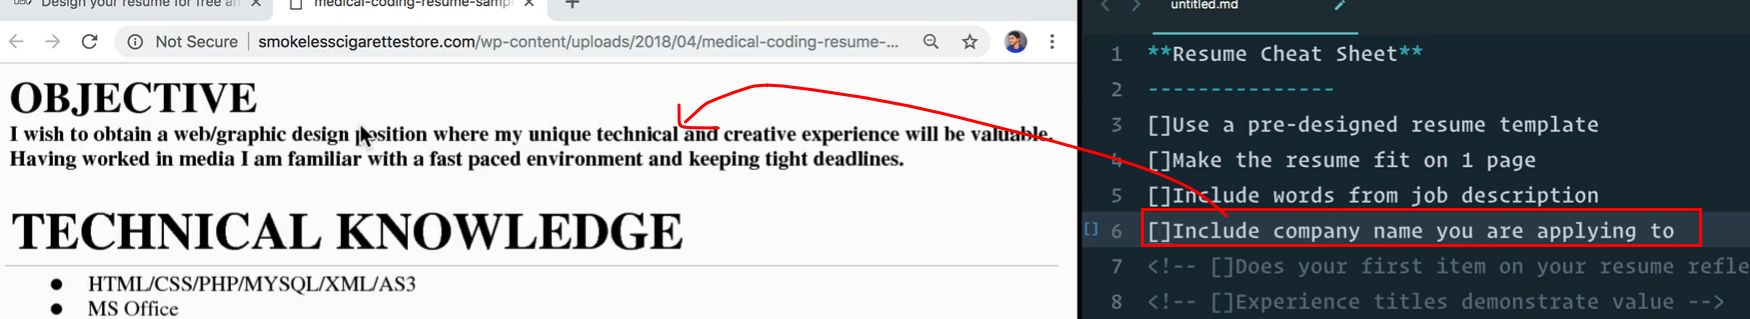 Design your resume for free an
medical-coding-resume-samp
Not Secure | smokelesscigarettestore.com/wp-content/uploads/2018/04/medical-coding-resume-...
OBJECTIVE
I wish to obtain a web/graphic design position where my unique technical and creative experience will be valuable.
Having worked in media I am familiar with a fast paced environment and keeping tight deadlines.
TECHNICAL KNOWLEDGE
● HTML/CSS/PHP/MYSQL/XML/AS3
● MS Office
untitled.md
1 **Resume Cheat Sheet**
2 ---------------
3 []Use a pre-designed resume template
4 []Make the resume fit on 1 page
5 []Include words from job description
[] 6 []Include company name you are applying to
7 <!-- []Does your first item on your resume refle
8 <!-- []Experience titles demonstrate value -->